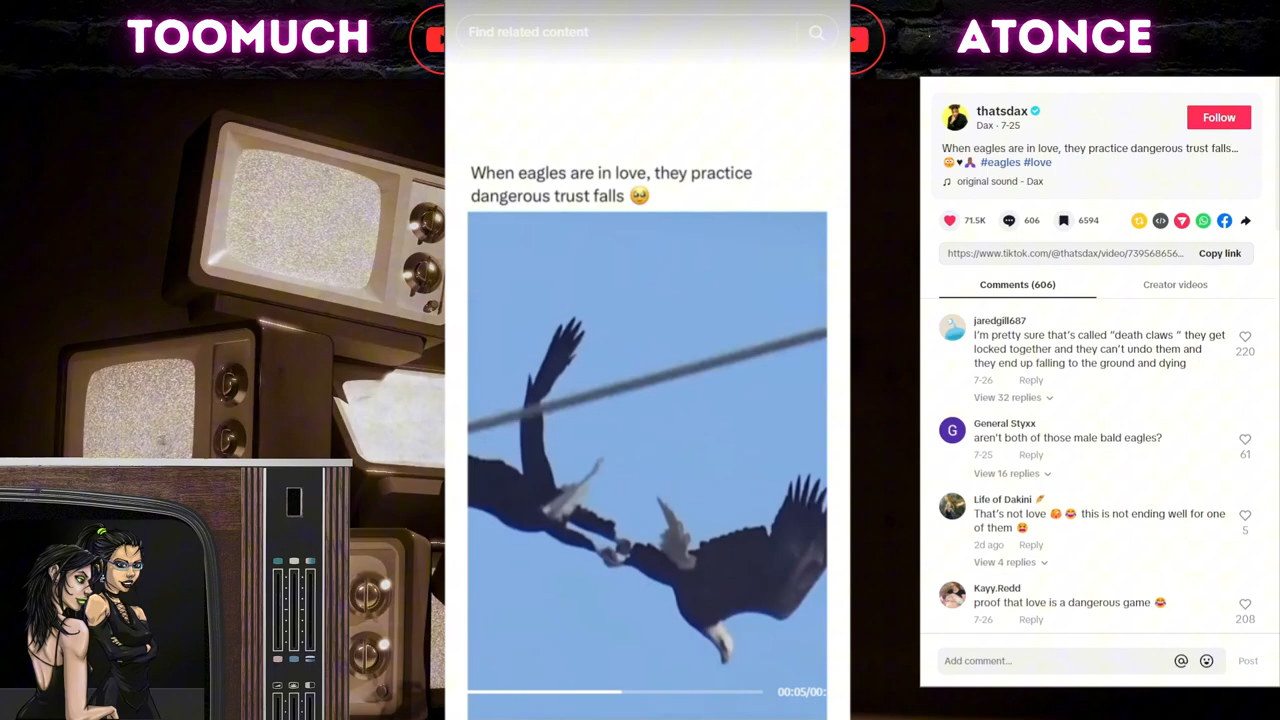 TOOMUCH
ATONCE
Find related content
When eagles are in love, they practice
dangerous trust falls 🥹
00:05/00:
thatsdax
Dax · 7-25
Follow
When eagles are in love, they practice dangerous trust falls...
😳♥️🙏🏾 #eagles #love
original sound - Dax
71.5K
606
6594
https://www.tiktok.com/@thatsdax/video/739568656...
Copy link
Comments (606)
Creator videos
jaredgill687
I'm pretty sure that's called "death claws " they get
locked together and they can't undo them and
they end up falling to the ground and dying
220
7-26 Reply
View 32 replies
G
General Styxx
aren't both of those male bald eagles?
61
7-25 Reply
View 16 replies
Life of Dakini 🪶
That's not love 🥵 😂 this is not ending well for one
of them 😫
5
2d ago Reply
View 4 replies
Kayy.Redd
proof that love is a dangerous game 😂
208
7-26 Reply
Add comment...
@
Post